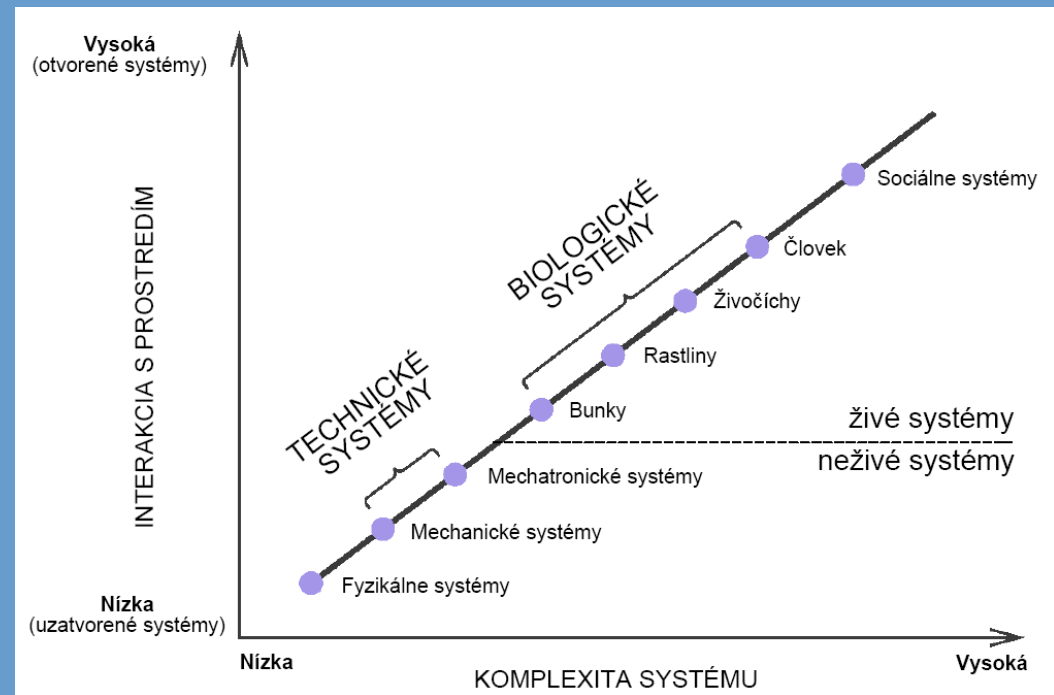 Vysoká
(otvorené systémy)
INTERAKCIA S PROSTREDÍM
Nízka
(uzatvorené systémy)
Sociálne systémy
Človek
BIOLOGICKÉ
SYSTÉMY
Živočíchy
Rastliny
Bunky
živé systémy
neživé systémy
TECHNICKÉ
SYSTÉMY
Mechatronické systémy
Mechanické systémy
Fyzikálne systémy
Nízka
KOMPLEXITA SYSTÉMU
Vysoká